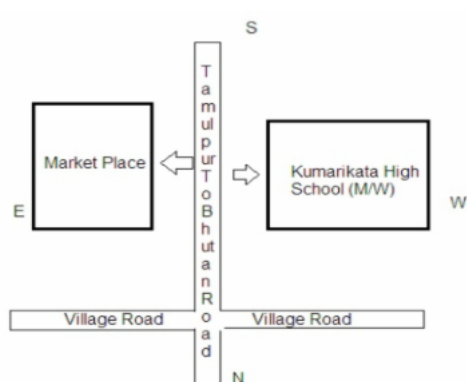 S
Tamulpur To Bhutan Road
Market Place
Kumarikata High
School (M/W)
E
W
Village Road
Village Road
N